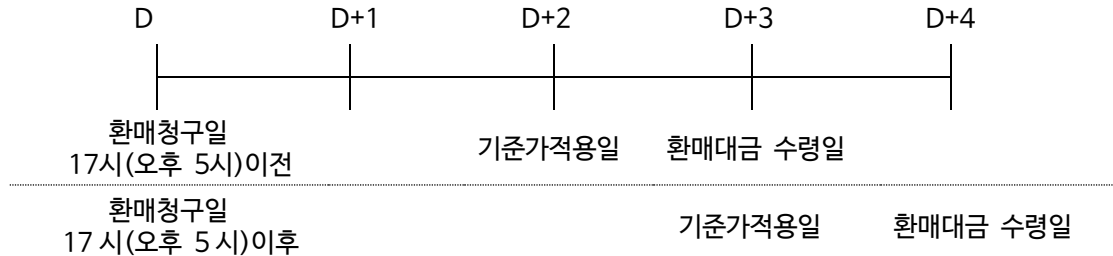 D D+1 D+2 D+3 D+4
환매청구일
17시(오후 5시)이전
기준가적용일 환매대금 수령일
환매청구일
17 시(오후 5 시)이후
기준가적용일 환매대금 수령일